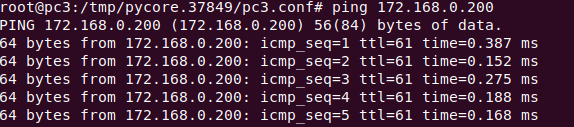 root@pc3:/tmp/pycore.37849/pc3.conf# ping 172.168.0.200
PING 172.168.0.200 (172.168.0.200) 56(84) bytes of data.
64 bytes from 172.168.0.200: icmp_seq=1 ttl=61 time=0.387 ms
64 bytes from 172.168.0.200: icmp_seq=2 ttl=61 time=0.152 ms
64 bytes from 172.168.0.200: icmp_seq=3 ttl=61 time=0.275 ms
64 bytes from 172.168.0.200: icmp_seq=4 ttl=61 time=0.188 ms
64 bytes from 172.168.0.200: icmp_seq=5 ttl=61 time=0.168 ms